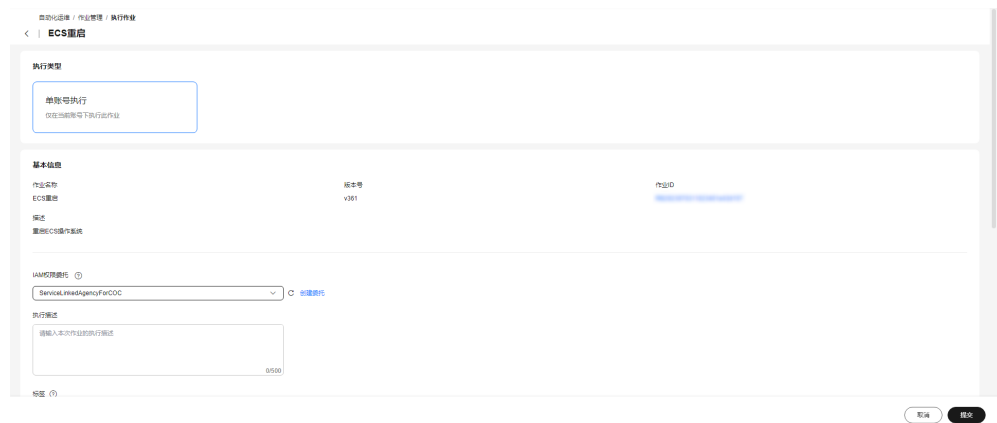 自动化运维 / 作业管理 / 执行作业
ECS重启
执行类型
单账号执行
仅在当前账号下执行此作业
基本信息
作业名称 版本号 作业ID
ECS重启 v361
描述
重启ECS操作系统
IAM权限委托
ServiceLinkedAgencyForCOC 创建委托
执行描述
请输入本次作业的执行描述
0/500
标签
取消 提交